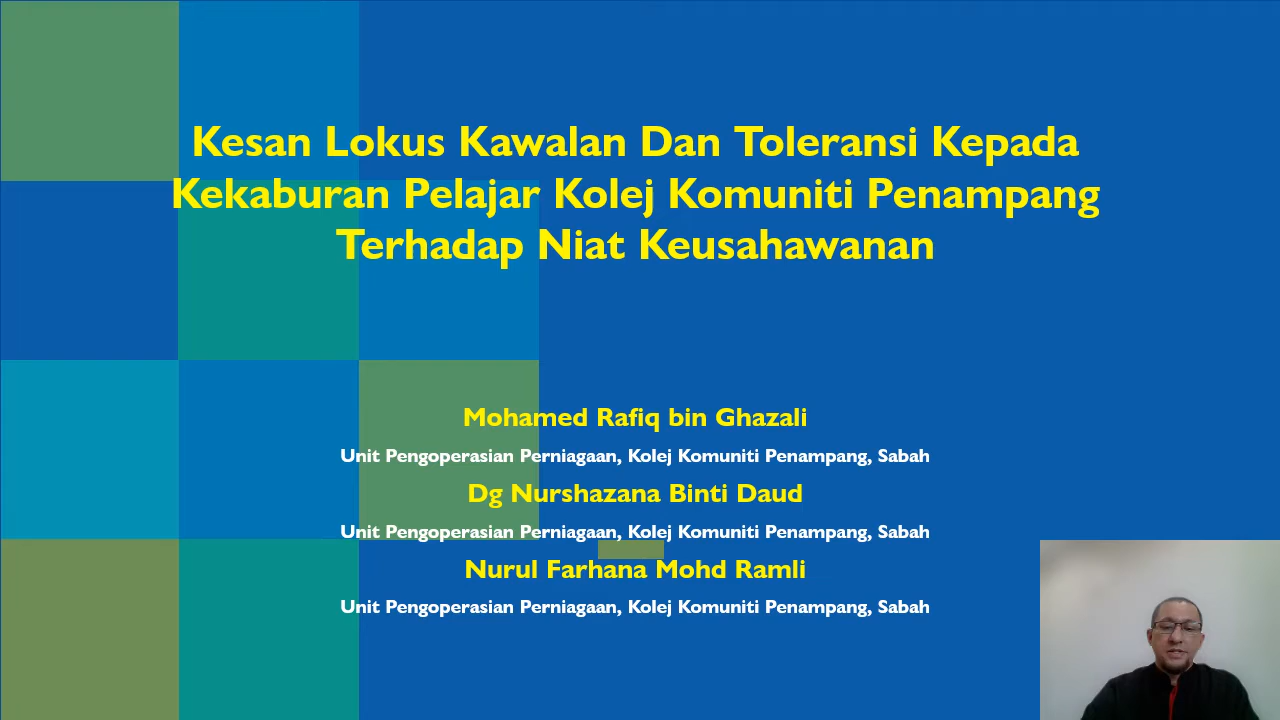 Kesan Lokus Kawalan Dan Toleransi Kepada
Kekaburan Pelajar Kolej Komuniti Penampang
Terhadap Niat Keusahawanan
Mohamed Rafiq bin Ghazali
Unit Pengoperasian Perniagaan, Kolej Komuniti Penampang, Sabah
Dg Nurshazana Binti Daud
Unit Pengoperasian Perniagaan, Kolej Komuniti Penampang, Sabah
Nurul Farhana Mohd Ramli
Unit Pengoperasian Perniagaan, Kolej Komuniti Penampang, Sabah